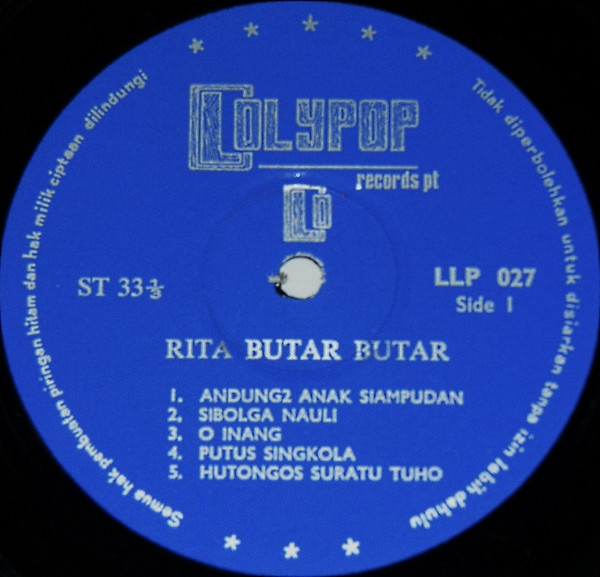 LOLYPOP
records pt
ST 33⅓
LLP 027
Side 1
RITA BUTAR BUTAR
1. ANDUNG2 ANAK SIAMPUDAN
2. SIBOLGA NAULI
3. O INANG
4. PUTUS SINGKOLA
5. HUTONGOS SURATU TUHO
Semua hak pembuatan piringan hitam dan hak milik ciptaan dilindungi
Tidak diperbolehkan untuk disiarkan tanpa izin lebih dahulu